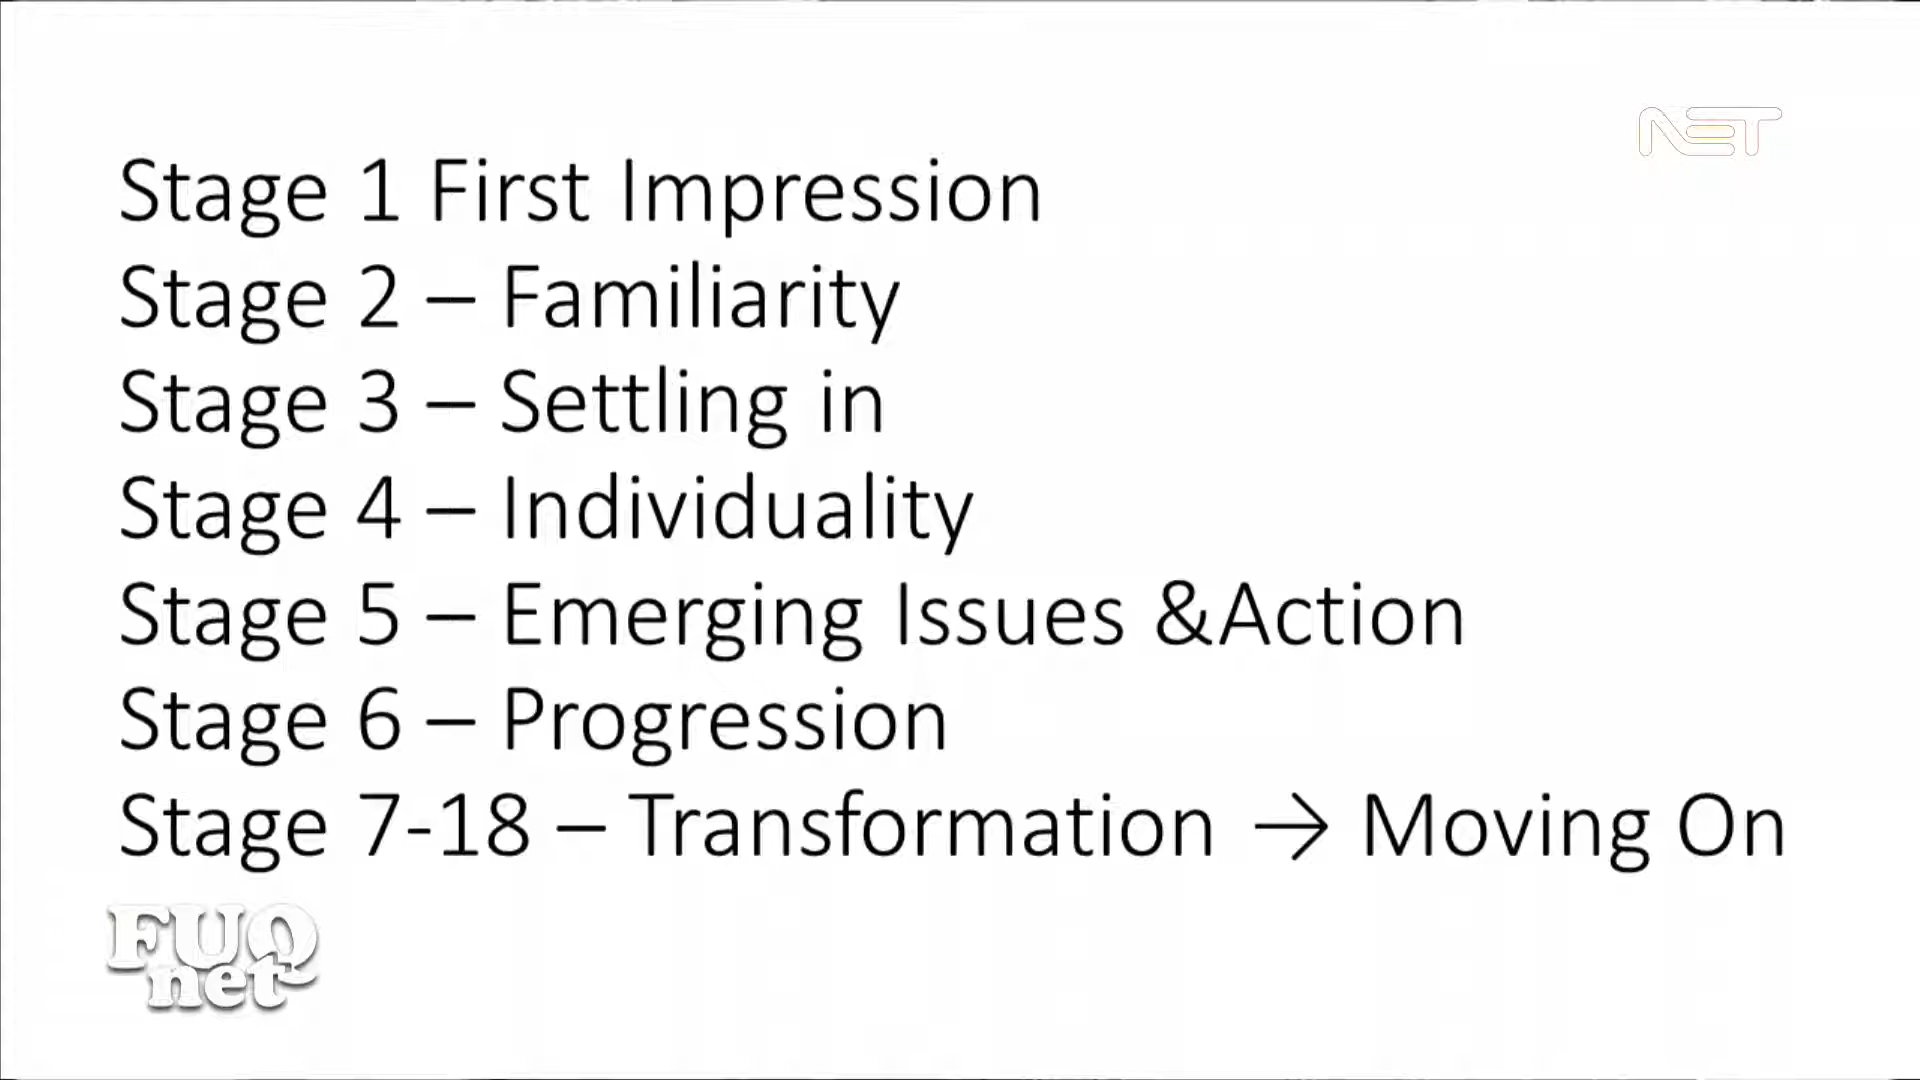 NET
Stage 1 First Impression
Stage 2 – Familiarity
Stage 3 – Settling in
Stage 4 – Individuality
Stage 5 – Emerging Issues &Action
Stage 6 – Progression
Stage 7-18 – Transformation → Moving On
FUQ
net